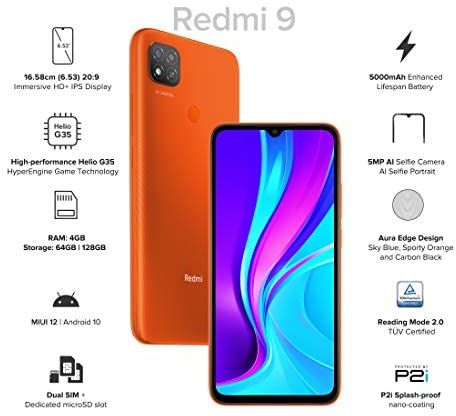 Redmi 9
6.53"
16.58cm (6.53) 20:9
Immersive HD+ IPS Display
Helio
G35
High-performance Helio G35
HyperEngine Game Technology
RAM: 4GB
Storage: 64GB | 128GB
MIUI 12 | Android 10
Dual SIM +
Dedicated microSD slot
Redmi
5000mAh Enhanced
Lifespan Battery
5MP AI Selfie Camera
AI Selfie Portrait
Aura Edge Design
Sky Blue, Sporty Orange
and Carbon Black
Reading Mode 2.0
TÜV Certified
PROTECTED BY
P2i
P2i Splash-proof
nano-coating